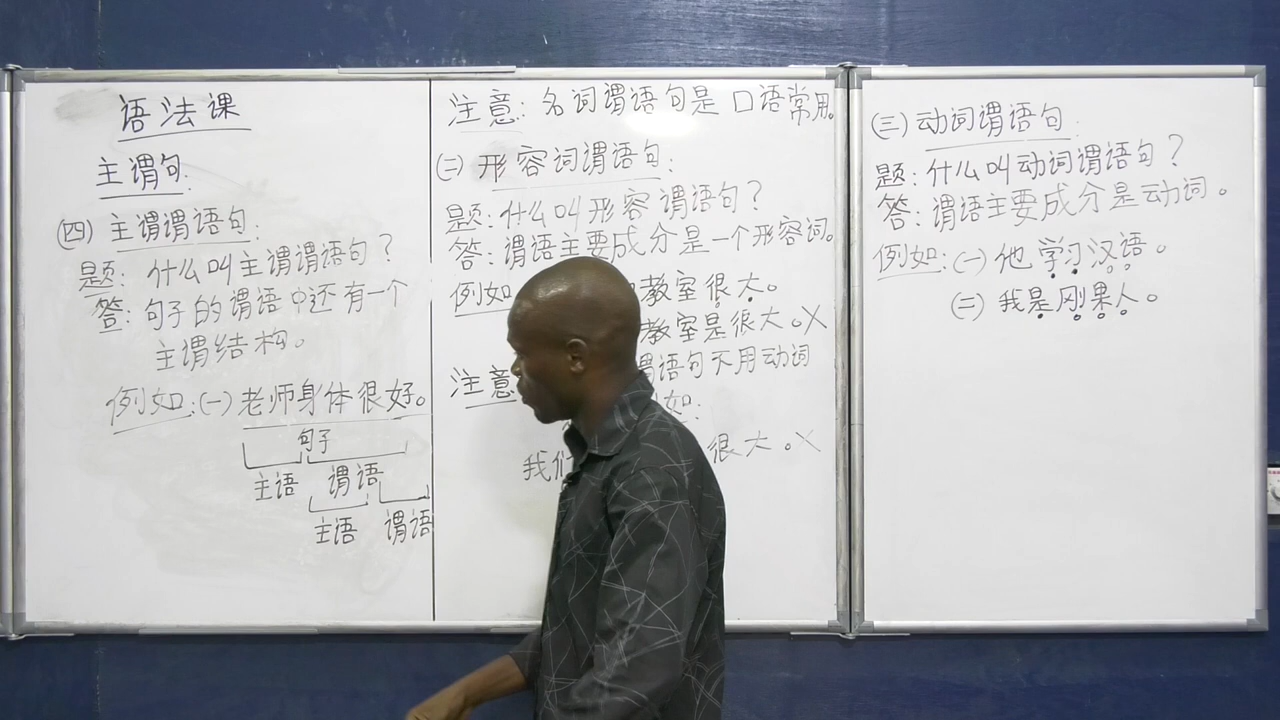 语法课
主谓句:
(四) 主谓谓语句:
题: 什么叫主谓谓语句?
答: 句子的谓语中还有一个
主谓结构。
例如:(一) 老师身体很好。
句子
主语 谓语
主语 谓语
注意: 名词谓语句是口语常用。
(二) 形容词谓语句:
题: 什么叫形容谓语句?
答: 谓语主要成分是一个形容词。
例如 教室很大。
教室是很大。X
注意 谓语句不用动词
如:
我们 很大。X
(三) 动词谓语句:
题: 什么叫动词谓语句?
答: 谓语主要成分是动词。
例如:(一) 他学习汉语。
(二) 我是刚果人。